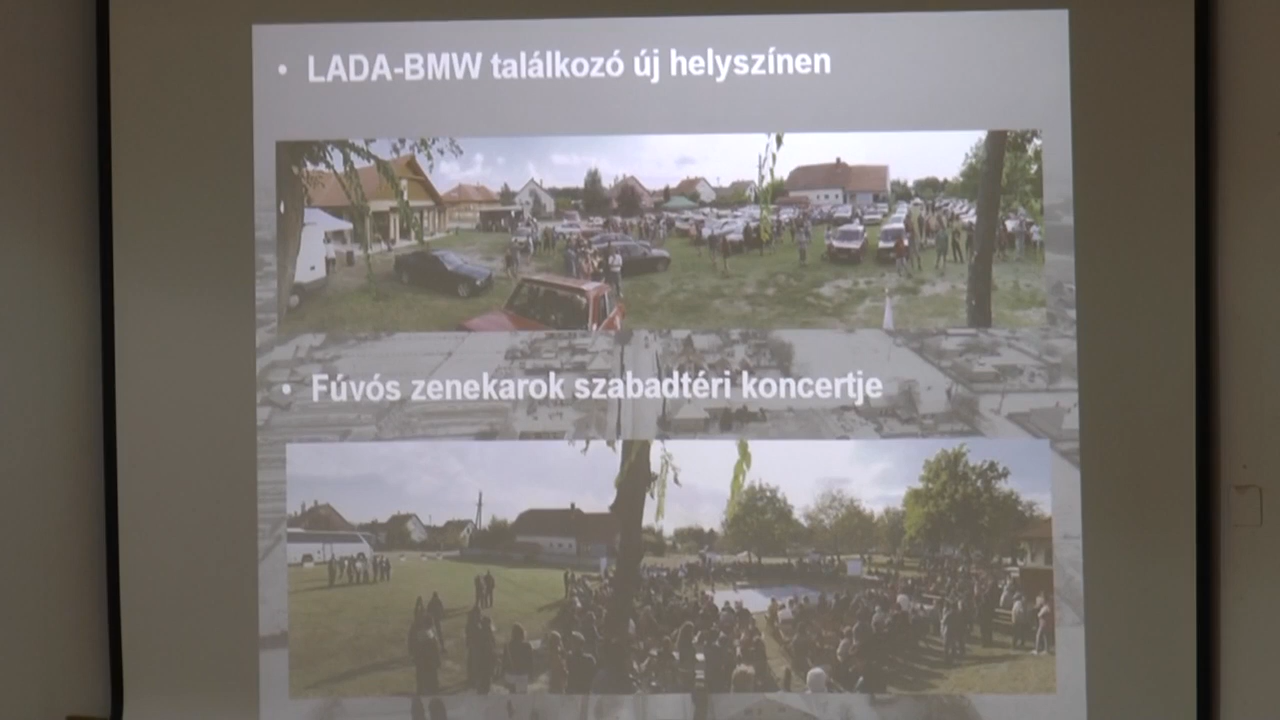 • LADA-BMW találkozó új helyszínen
• Fúvós zenekarok szabadtéri koncertje